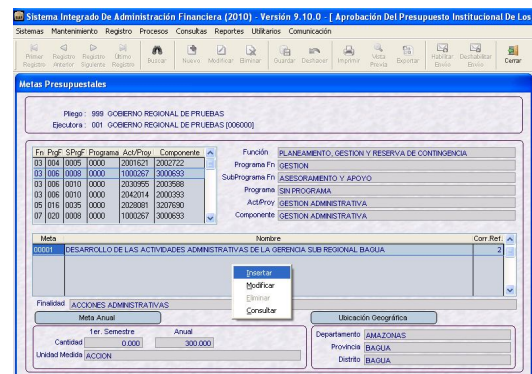 Sistema Integrado De Administración Financiera (2010) - Versión 9.10.0 - [ Aprobación Del Presupuesto Institucional De Los
Sistemas Mantenimiento Registro Procesos Consultas Reportes Utilitarios Comunicación
Primer Registro Registro Anterior Registro Siguiente Último Registro Buscar Nuevo Modificar Eliminar Guardar Deshacer Imprimir Vista Previa Exportar Habilitar Envío Deshabilitar Envío Cerrar
Metas Presupuestales
Pliego : 999 GOBIERNO REGIONAL DE PRUEBAS
Ejecutora : 001 GOBIERNO REGIONAL DE PRUEBAS [006000]
Fn PrgF SPrgF Programa Act/Proy Componente
03 004 0005 0000 2001621 2002722
03 006 0008 0000 1000267 3000693
03 006 0010 0000 2030955 2003588
03 006 0010 0000 2042014 2000393
05 016 0035 0000 2028081 3207690
07 020 0008 0000 1000267 3000693
Función PLANEAMIENTO, GESTION Y RESERVA DE CONTINGENCIA
Programa Fn GESTION
SubPrograma Fn ASESORAMIENTO Y APOYO
Programa SIN PROGRAMA
Act/Proy GESTION ADMINISTRATIVA
Componente GESTION ADMINISTRATIVA
Meta Nombre Corr.Ref.
00001 DESARROLLO DE LAS ACTIVIDADES ADMINISTRATIVAS DE LA GERENCIA SUB REGIONAL BAGUA 2
Insertar
Modificar
Eliminar
Consultar
Finalidad ACCIONES ADMINISTRATIVAS
Meta Anual
1er. Semestre Anual
Cantidad 0.000 300.000
Unidad Medida ACCION
Ubicación Geográfica
Departamento AMAZONAS
Provincia BAGUA
Distrito BAGUA